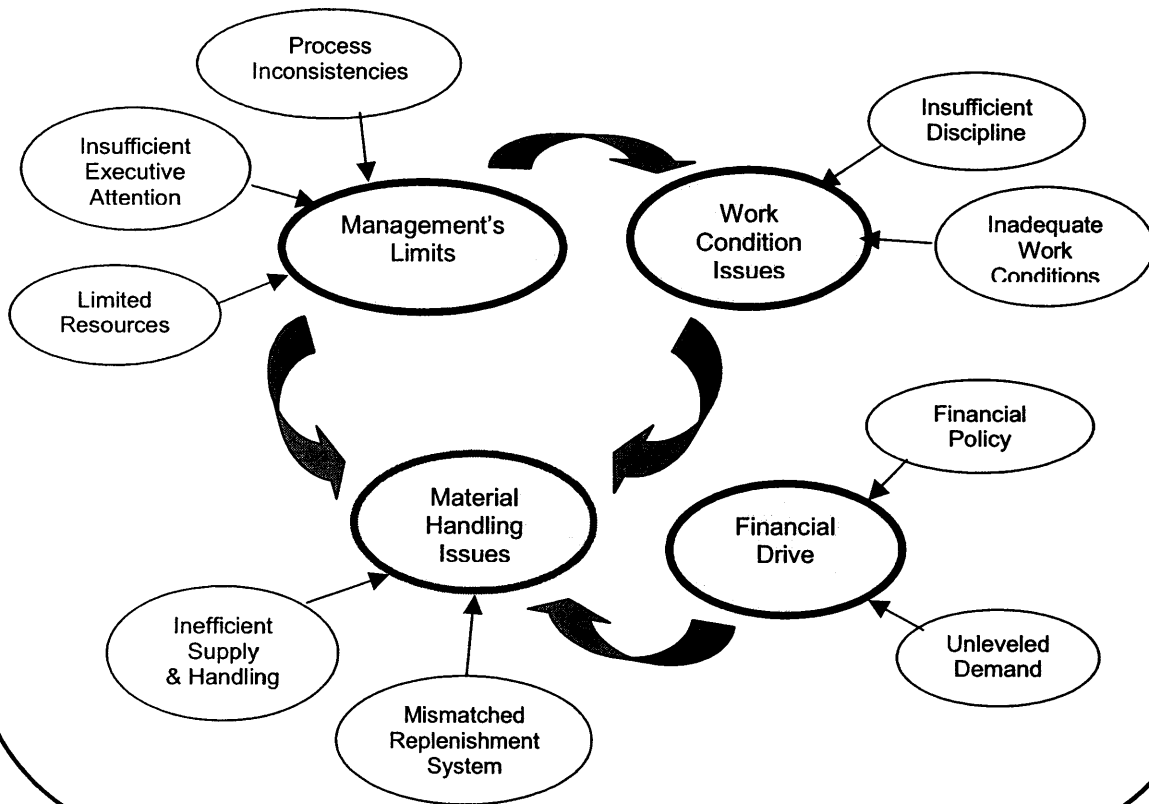 Process
Inconsistencies
Insufficient
Executive
Attention
Limited
Resources
Management's
Limits
Work
Condition
Issues
Insufficient
Discipline
Inadequate
Work
Conditions
Financial
Policy
Material
Handling
Issues
Financial
Drive
Inefficient
Supply
& Handling
Mismatched
Replenishment
System
Unleveled
Demand